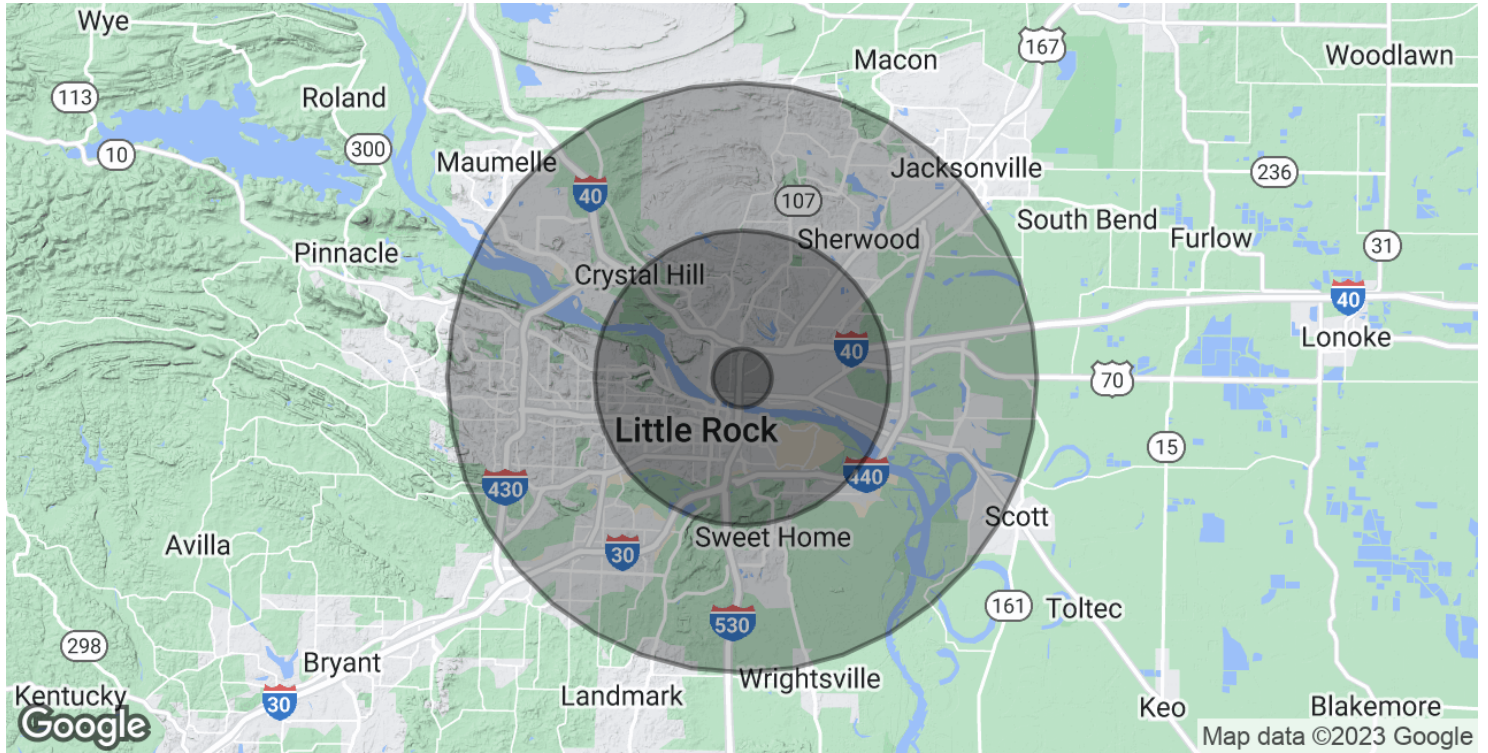 Wye
167
Macon
Woodlawn
113
Roland
10
300
Maumelle
Jacksonville
236
40
107
South Bend
Sherwood
Furlow
31
Pinnacle
Crystal Hill
40
Lonoke
40
70
Little Rock
15
440
430
Scott
Sweet Home
Avilla
30
161
Toltec
530
298
Bryant
Wrightsville
Landmark
Kentucky
30
Keo
Blakemore
Google
Map data ©2023 Google